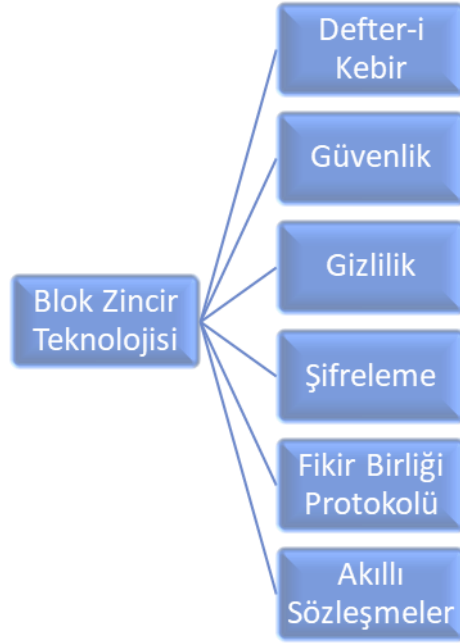 Defter-i
Kebir
Güvenlik
Gizlilik
Blok Zincir
Teknolojisi
Şifreleme
Fikir Birliği
Protokolü
Akıllı
Sözleşmeler